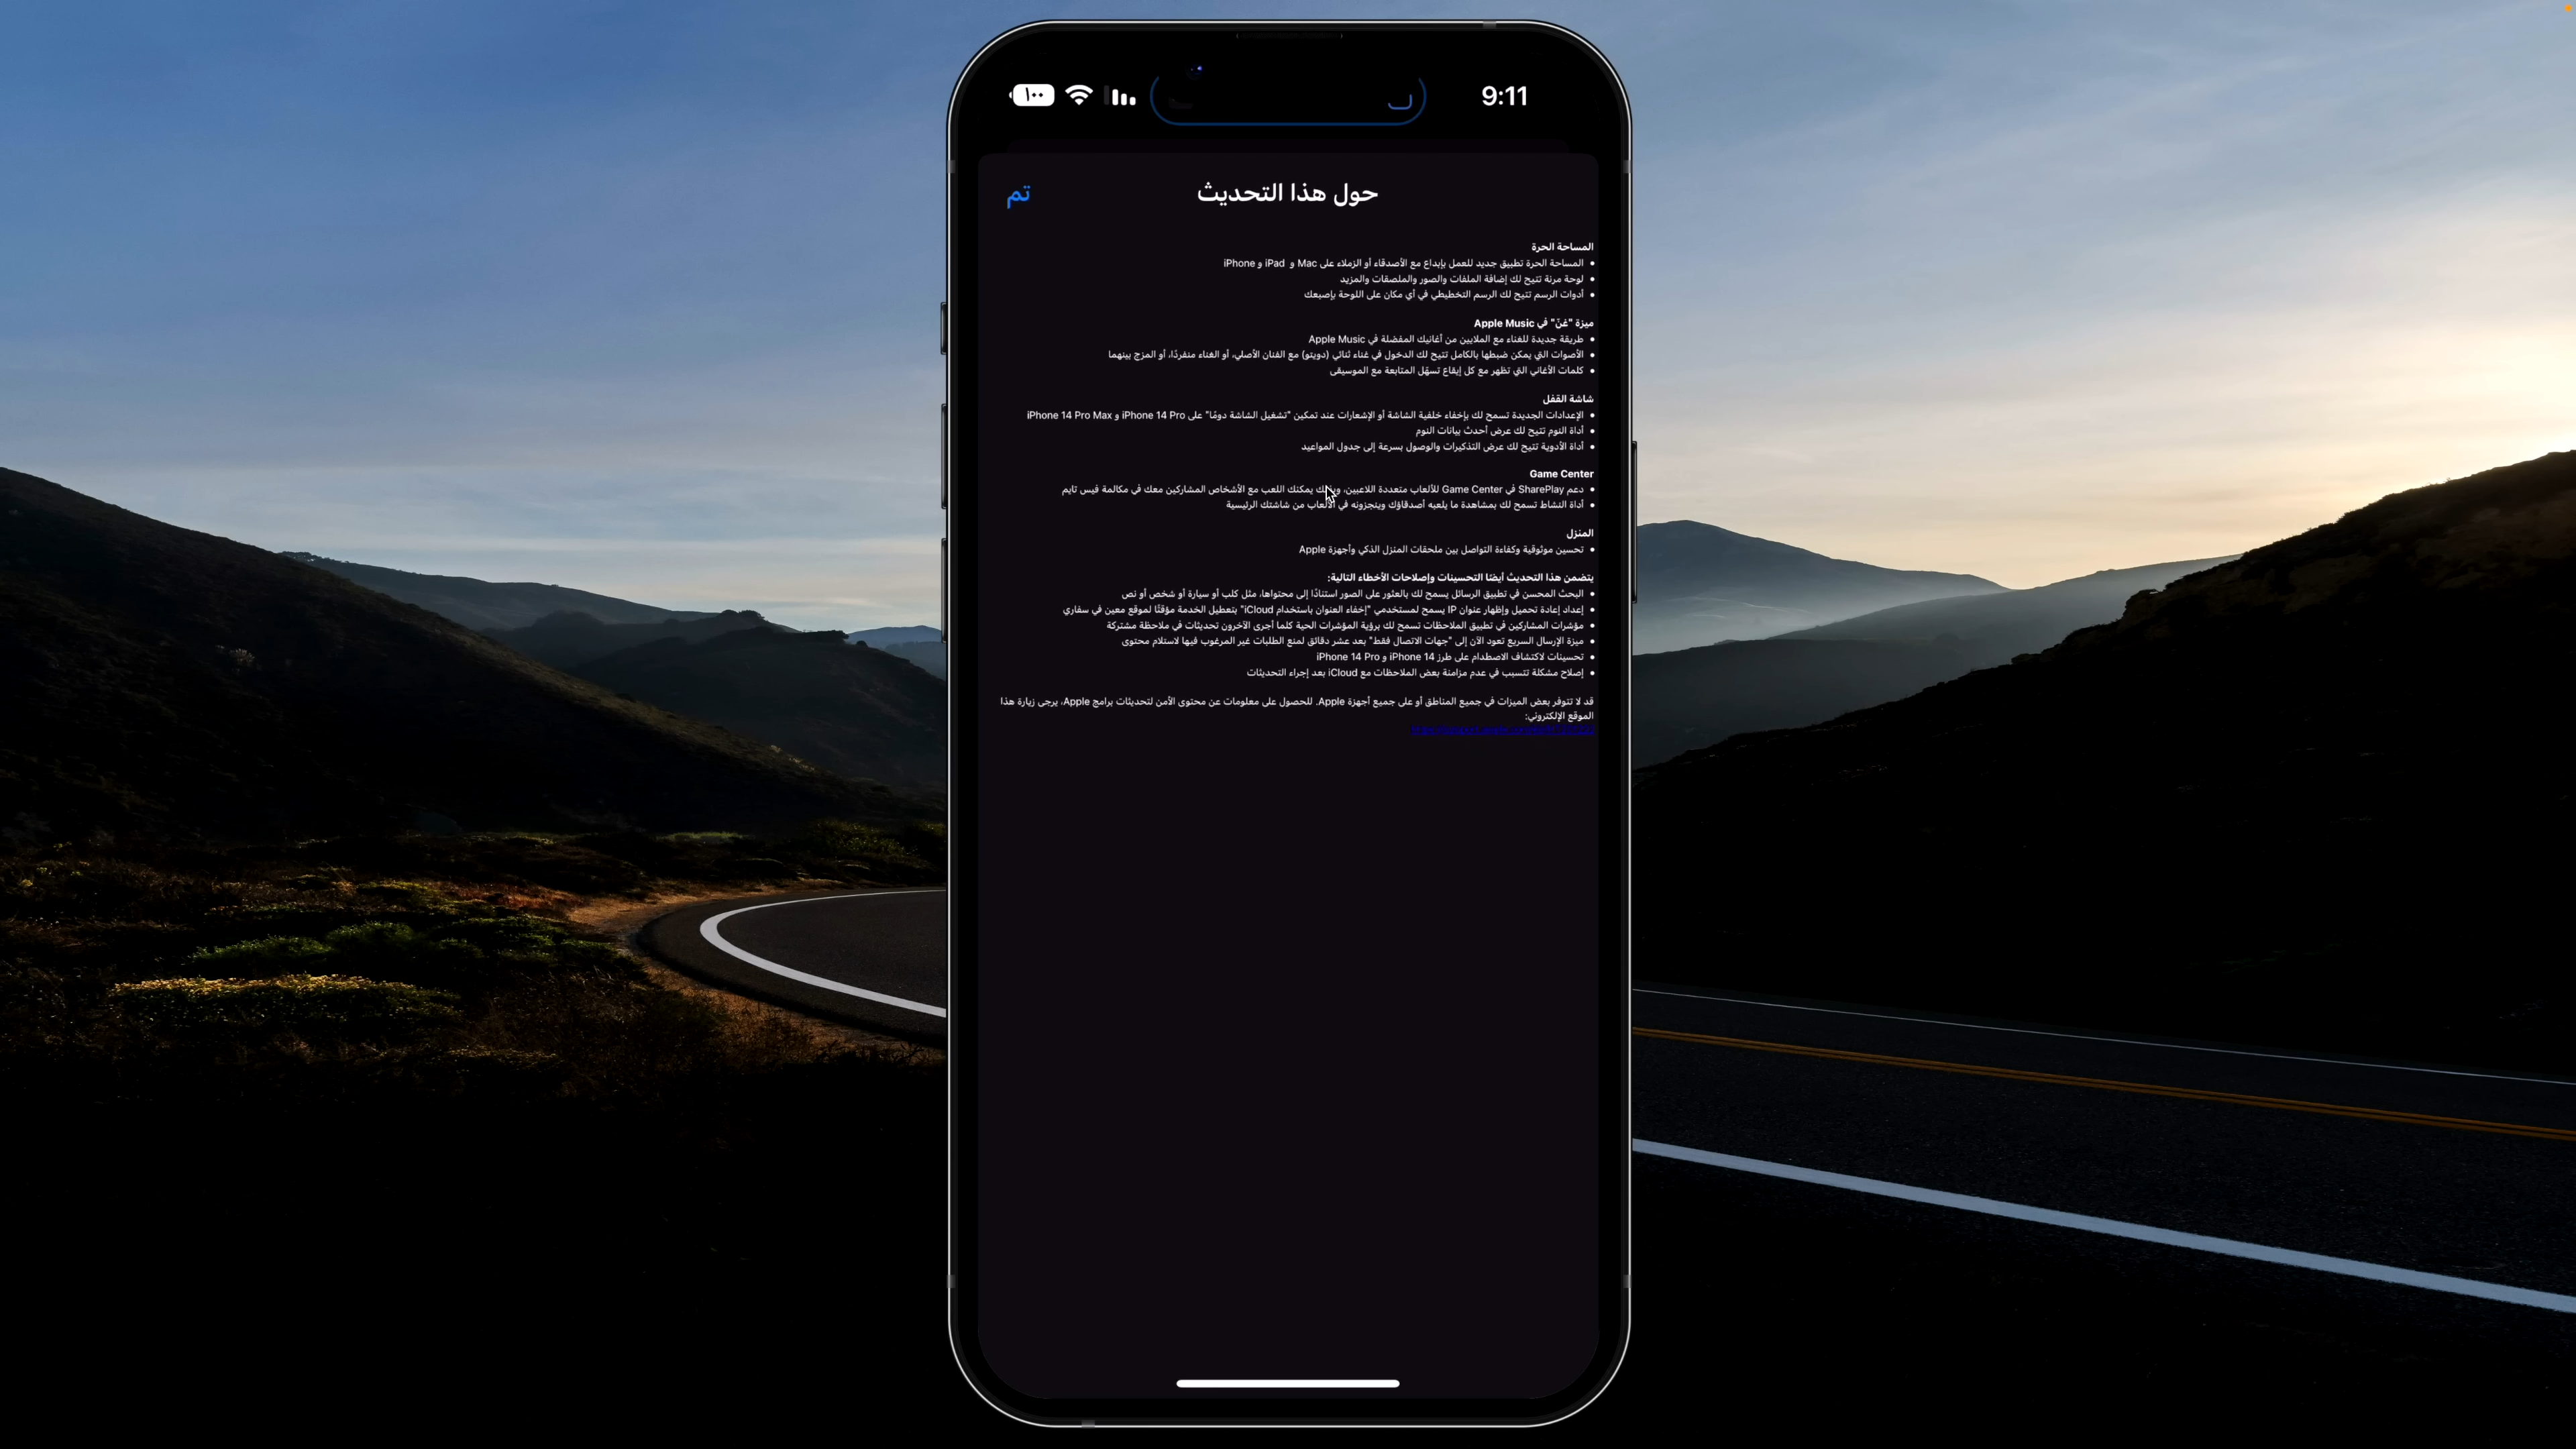 ١٠٠
9:11
حول هذا التحديث
تم
المساحة الحرة
• المساحة الحرة تطبيق جديد للعمل بإبداع مع الأصدقاء أو الزملاء على Mac و iPad و iPhone
• لوحة مرنة تتيح لك إضافة الملفات والصور والملصقات والمزيد
• أدوات الرسم تتيح لك الرسم التخطيطي في أي مكان على اللوحة بإصبعك
ميزة "غنّ" في Apple Music
• طريقة جديدة للغناء مع الملايين من أغانيك المفضلة في Apple Music
• الأصوات التي يمكن ضبطها بالكامل تتيح لك الدخول في غناء ثنائي (دويتو) مع الفنان الأصلي، أو الغناء منفردًا، أو المزج بينهما
• كلمات الأغاني التي تظهر مع كل إيقاع تسهّل المتابعة مع الموسيقى
شاشة القفل
• الإعدادات الجديدة تسمح لك بإخفاء خلفية الشاشة أو الإشعارات عند تمكين "تشغيل الشاشة دومًا" على iPhone 14 Pro و iPhone 14 Pro Max
• أداة النوم تتيح لك عرض أحدث بيانات النوم
• أداة الأدوية تتيح لك عرض التذكيرات والوصول بسرعة إلى جدول المواعيد
Game Center
• دعم SharePlay في Game Center للألعاب متعددة اللاعبين، يمكنك اللعب مع الأشخاص المشاركين معك في مكالمة فيس تايم
• أداة النشاط تسمح لك بمشاهدة ما يلعبه أصدقاؤك وينجزونه في الألعاب من شاشتك الرئيسية
المنزل
• تحسين موثوقية وكفاءة التواصل بين ملحقات المنزل الذكي وأجهزة Apple
يتضمن هذا التحديث أيضًا التحسينات وإصلاحات الأخطاء التالية:
• البحث المحسن في تطبيق الرسائل يسمح لك بالعثور على الصور استنادًا إلى محتواها، مثل كلب أو سيارة أو شخص أو نص
• إعداد إعادة تحميل وإظهار عنوان IP يسمح لمستخدمي "إخفاء العنوان باستخدام iCloud" بتعطيل الخدمة مؤقتًا لموقع معين في سفاري
• مؤشرات المشاركين في تطبيق الملاحظات تسمح لك برؤية المؤشرات الحية كلما أجرى الآخرون تحديثات في ملاحظة مشتركة
• ميزة الإرسال السريع تعود الآن إلى "جهات الاتصال فقط" بعد عشر دقائق لمنع الطلبات غير المرغوب فيها لاستلام محتوى
• تحسينات لاكتشاف الاصطدام على طرز iPhone 14 و iPhone 14 Pro
• إصلاح مشكلة تتسبب في عدم مزامنة بعض الملاحظات مع iCloud بعد إجراء التحديثات
قد لا تتوفر بعض الميزات في جميع المناطق أو على جميع أجهزة Apple. للحصول على معلومات عن محتوى الأمن لتحديثات برامج Apple، يرجى زيارة هذا
الموقع الإلكتروني: